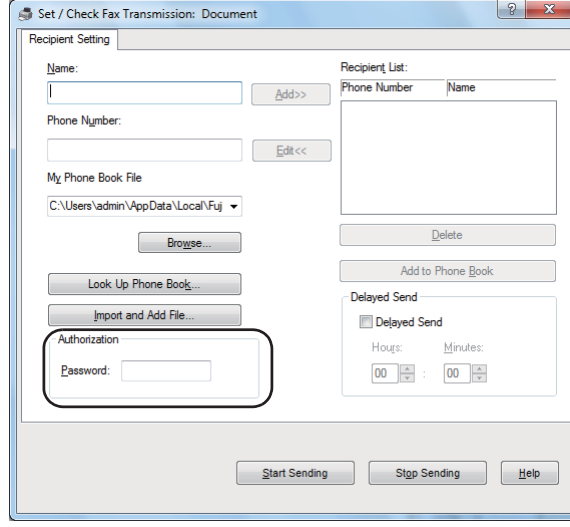 Set / Check Fax Transmission: Document
Recipient Setting
Name:
Add>>
Phone Number:
Edit<<
My Phone Book File
C:\Users\admin\AppData\Local\Fuj
Browse...
Look Up Phone Book...
Import and Add File...
Authorization
Password:
Recipient List:
Phone Number Name
Delete
Add to Phone Book
Delayed Send
Delayed Send
Hours: Minutes:
00 : 00
Start Sending Stop Sending Help